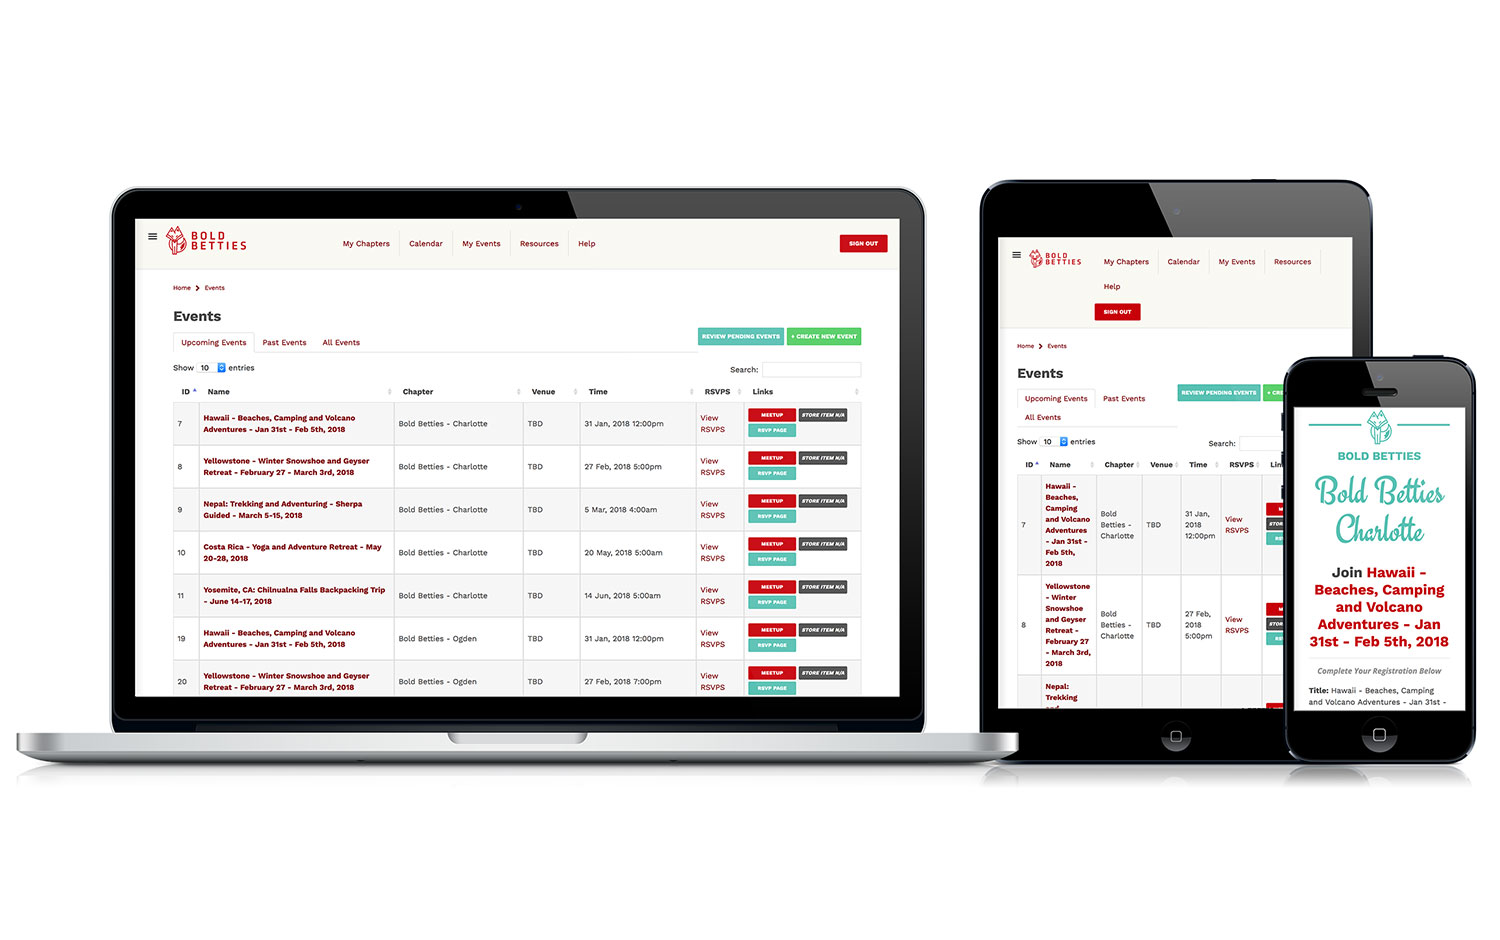 BOLD
BETTIES
My Chapters
Calendar
My Events
Resources
Help
SIGN OUT
Home
Events
Events
Upcoming Events
Past Events
All Events
REVIEW PENDING EVENTS
+ CREATE NEW EVENT
Show 10 entries
Search:
ID Name Chapter Venue Time RSVPS Links
7
Hawaii - Beaches, Camping and Volcano
Adventures - Jan 31st - Feb 5th, 2018
Bold Betties - Charlotte
TBD
31 Jan, 2018 12:00pm
View
RSVPS
MEETUP
STORE ITEM N/A
RSVP PAGE
8
Yellowstone - Winter Snowshoe and Geyser
Retreat - February 27 - March 3rd, 2018
Bold Betties - Charlotte
TBD
27 Feb, 2018 5:00pm
View
RSVPS
MEETUP
STORE ITEM N/A
RSVP PAGE
9
Nepal: Trekking and Adventuring - Sherpa
Guided - March 5-15, 2018
Bold Betties - Charlotte
TBD
5 Mar, 2018 4:00am
View
RSVPS
MEETUP
STORE ITEM N/A
RSVP PAGE
10
Costa Rica - Yoga and Adventure Retreat - May
20-28, 2018
Bold Betties - Charlotte
TBD
20 May, 2018 5:00am
View
RSVPS
MEETUP
STORE ITEM N/A
RSVP PAGE
11
Yosemite, CA: Chilnualna Falls Backpacking Trip
- June 14-17, 2018
Bold Betties - Charlotte
TBD
14 Jun, 2018 5:00am
View
RSVPS
MEETUP
STORE ITEM N/A
RSVP PAGE
19
Hawaii - Beaches, Camping and Volcano
Adventures - Jan 31st - Feb 5th, 2018
Bold Betties - Ogden
TBD
31 Jan, 2018 12:00pm
View
RSVPS
MEETUP
STORE ITEM N/A
RSVP PAGE
20
Yellowstone - Winter Snowshoe and Geyser
Retreat - February 27 - March 3rd, 2018
Bold Betties - Ogden
TBD
27 Feb, 2018 7:00pm
View
RSVPS
MEETUP
STORE ITEM N/A
RSVP PAGE
BOLD
BETTIES
My Chapters
Calendar
My Events
Resources
Help
SIGN OUT
Home
Events
Events
Upcoming Events
Past Events
All Events
REVIEW PENDING EVENTS
+ CRE
Show 10 entries
Search:
ID Name Chapter Venue Time RSVPS Lin
7
Hawaii -
Beaches,
Camping
and Volcano
Adventures
- Jan 31st -
Feb 5th,
2018
Bold
Betties -
Charlotte
TBD
31 Jan,
2018
12:00pm
View
RSVPS
M
STOR
RS
8
Yellowstone
- Winter
Snowshoe
and Geyser
Retreat -
February 27
- March 3rd,
2018
Bold
Betties -
Charlotte
TBD
27 Feb,
2018
5:00pm
View
RSVPS
M
STOR
RS
Nepal:
Trekking
BOLD BETTIES
Bold Betties
Charlotte
Join Hawaii -
Beaches, Camping
and Volcano
Adventures - Jan
31st - Feb 5th, 2018
Complete Your Registration Below
Title: Hawaii - Beaches, Camping
and Volcano Adventures - Jan 31st -